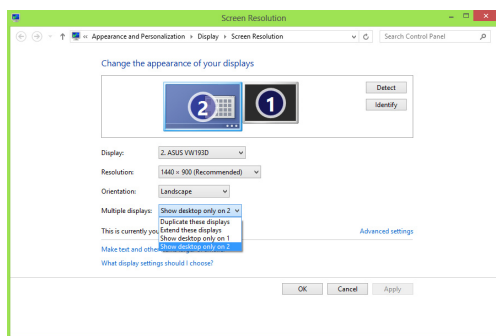 Screen Resolution
« Appearance and Personalization ▸ Display ▸ Screen Resolution
Search Control Panel
Change the appearance of your displays
2
1
Detect
Identify
Display: 2. ASUS VW193D
Resolution: 1440 × 900 (Recommended)
Orientation: Landscape
Multiple displays: Show desktop only on 2
Duplicate these displays
Extend these displays
Show desktop only on 1
Show desktop only on 2
This is currently you
Advanced settings
Make text and othe
What display settings should I choose?
OK Cancel Apply